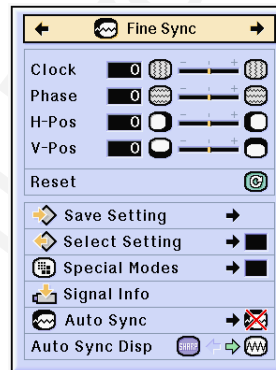 Fine Sync
Clock 0
Phase 0
H-Pos 0
V-Pos 0
Reset
Save Setting
Select Setting
Special Modes
Signal Info
Auto Sync
Auto Sync Disp SHARP